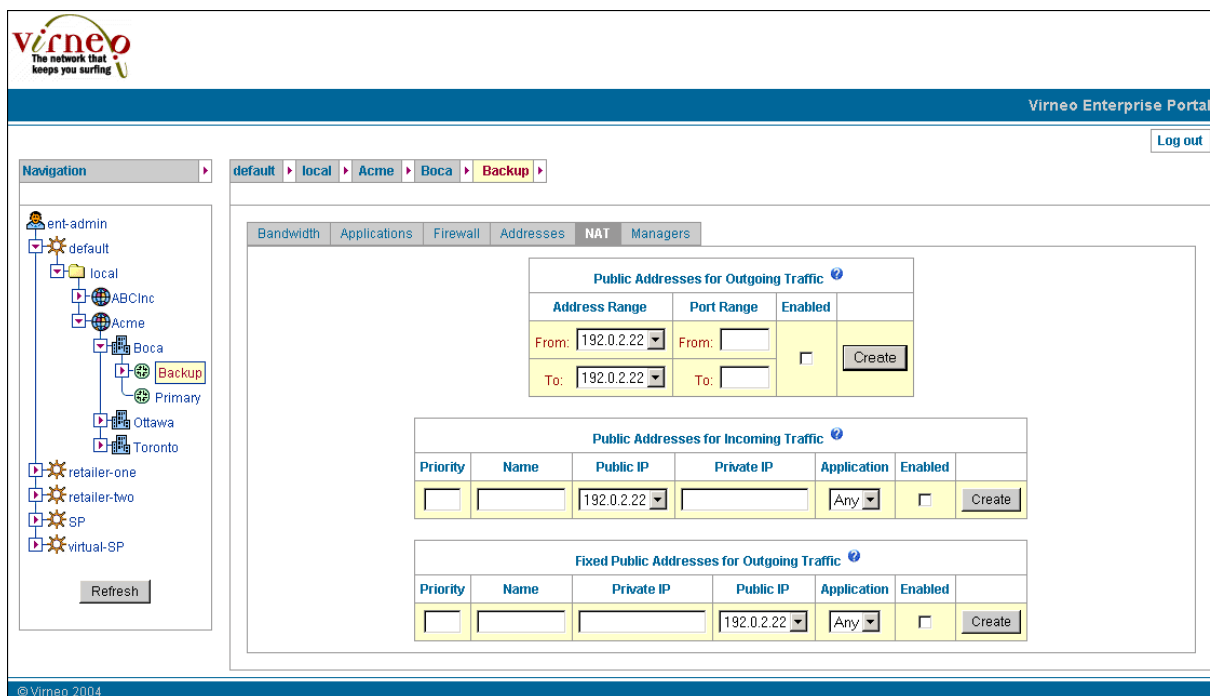 Virneo
The network that
keeps you surfing
Virneo Enterprise Portal
Log out
Navigation
default local Acme Boca Backup
ent-admin
default
local
ABCInc
Acme
Boca
Backup
Primary
Ottawa
Toronto
retailer-one
retailer-two
SP
virtual-SP
Refresh
Bandwidth Applications Firewall Addresses NAT Managers
Public Addresses for Outgoing Traffic ?
Address Range Port Range Enabled
From: 192.0.2.22 From: Create
To: 192.0.2.22 To:
Public Addresses for Incoming Traffic ?
Priority Name Public IP Private IP Application Enabled
192.0.2.22 Any Create
Fixed Public Addresses for Outgoing Traffic ?
Priority Name Private IP Public IP Application Enabled
192.0.2.22 Any Create
© Virneo 2004